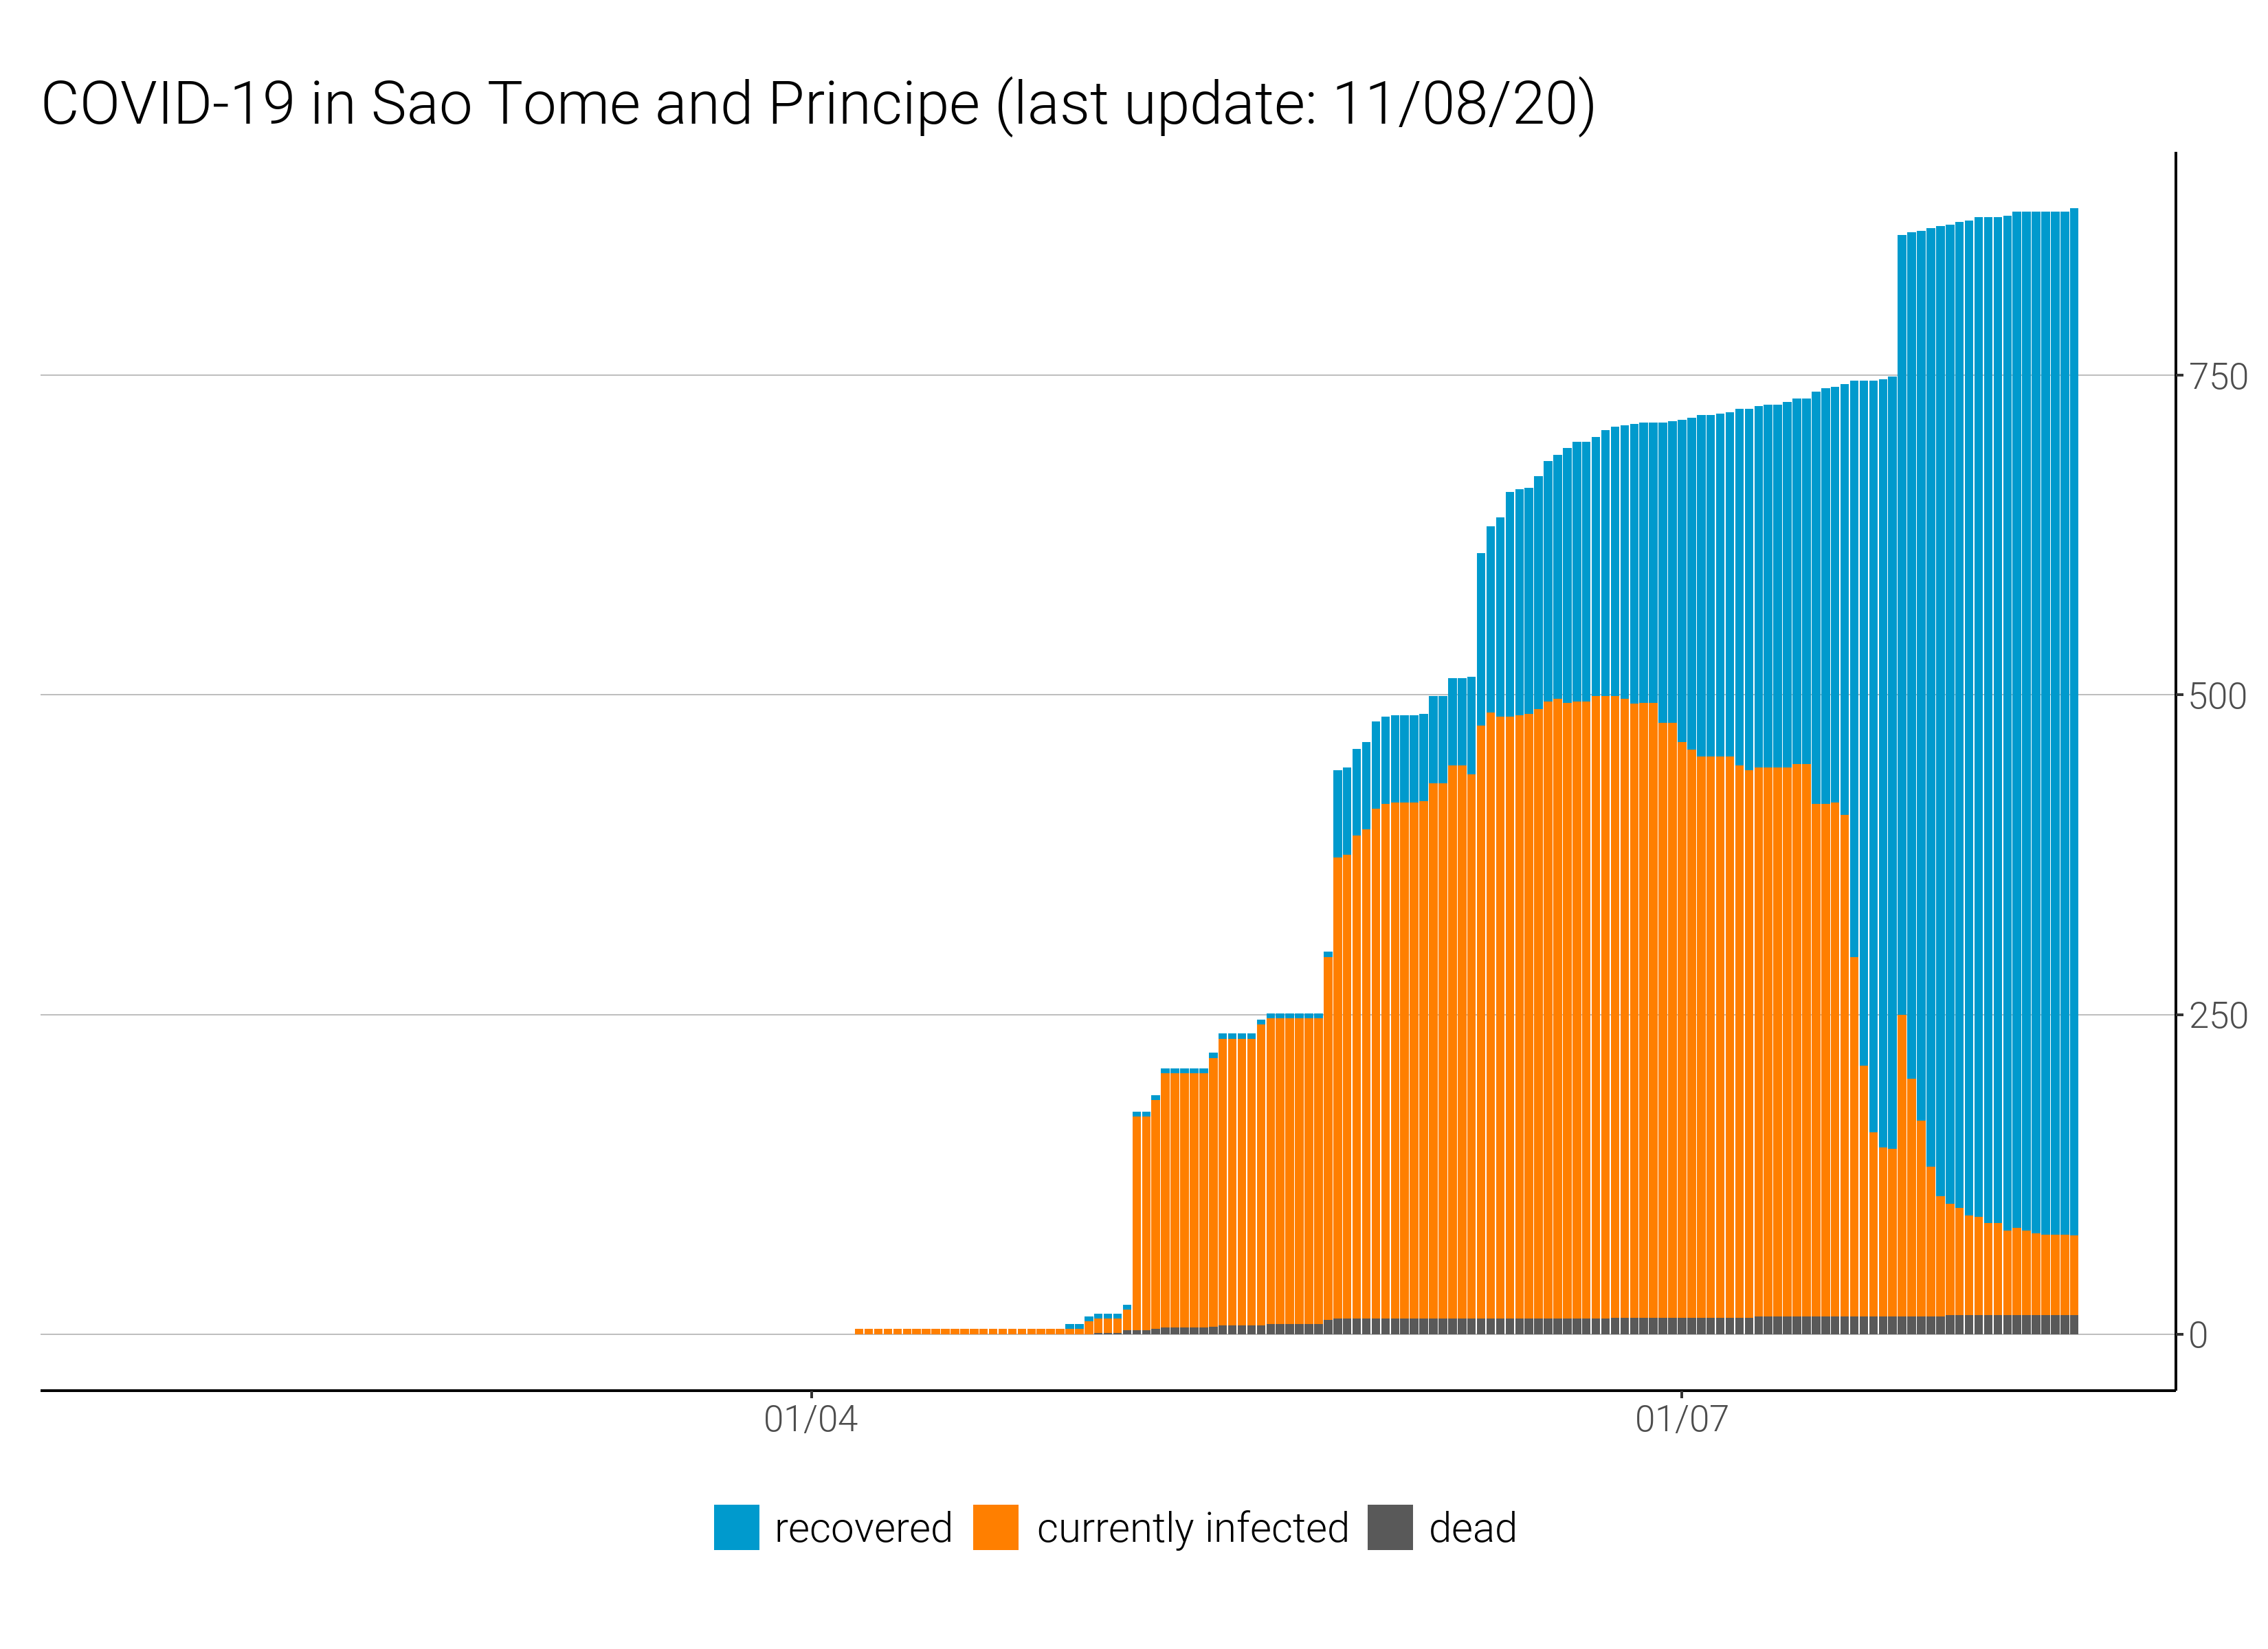 COVID-19 in Sao Tome and Principe (last update: 11/08/20)
750
500
250
0
01/04 01/07
recovered currently infected dead